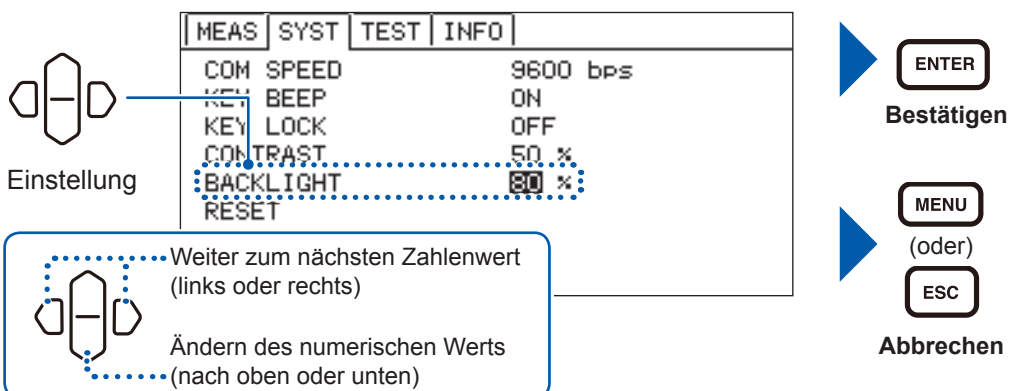 MEAS SYST TEST INFO
COM SPEED 9600 bps
KEY BEEP ON
KEY LOCK OFF
CONTRAST 50 %
BACKLIGHT 80 %
RESET
Einstellung
Weiter zum nächsten Zahlenwert
(links oder rechts)
Ändern des numerischen Werts
(nach oben oder unten)
ENTER
Bestätigen
MENU
(oder)
ESC
Abbrechen